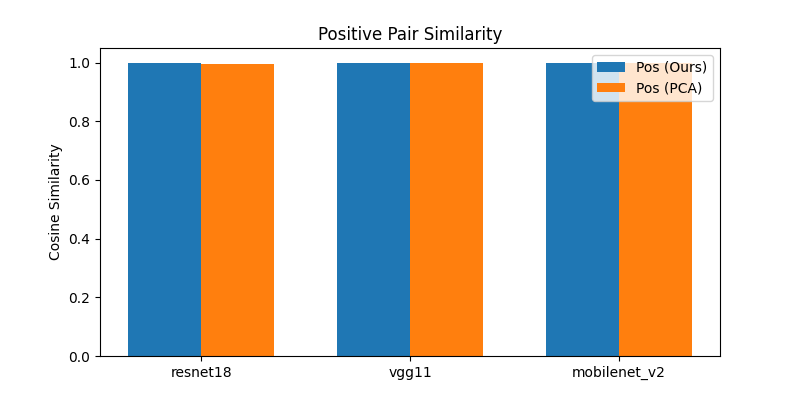 Positive Pair Similarity
Pos (Ours)
Pos (PCA)
Cosine Similarity
1.0
0.8
0.6
0.4
0.2
0.0
resnet18
vgg11
mobilenet_v2